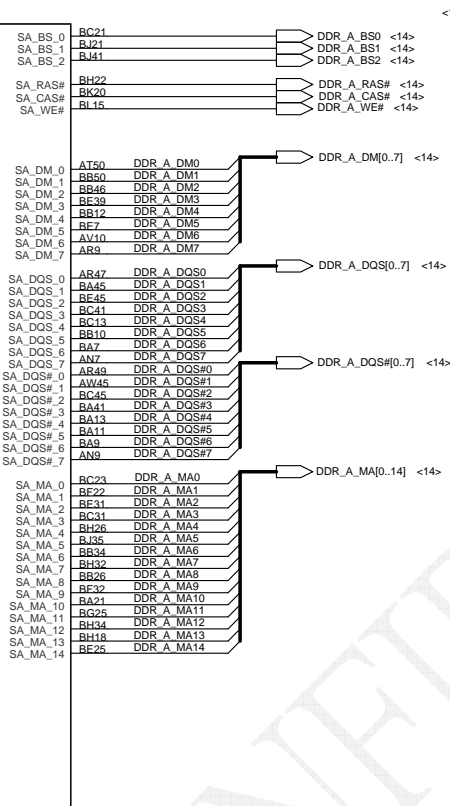 SA_BS_0 BC21 DDR_A_BS0 <14>
SA_BS_1 BJ21 DDR_A_BS1 <14>
SA_BS_2 BJ41 DDR_A_BS2 <14>
SA_RAS# BH22 DDR_A_RAS# <14>
SA_CAS# BK20 DDR_A_CAS# <14>
SA_WE# BL15 DDR_A_WE# <14>
SA_DM_0 AT50 DDR_A_DM0 DDR_A_DM[0..7] <14>
SA_DM_1 BB50 DDR_A_DM1
SA_DM_2 BB46 DDR_A_DM2
SA_DM_3 BE39 DDR_A_DM3
SA_DM_4 BB12 DDR_A_DM4
SA_DM_5 BE7 DDR_A_DM5
SA_DM_6 AV10 DDR_A_DM6
SA_DM_7 AR9 DDR_A_DM7
SA_DQS_0 AR47 DDR_A_DQS0 DDR_A_DQS[0..7] <14>
SA_DQS_1 BA45 DDR_A_DQS1
SA_DQS_2 BE45 DDR_A_DQS2
SA_DQS_3 BC41 DDR_A_DQS3
SA_DQS_4 BC13 DDR_A_DQS4
SA_DQS_5 BB10 DDR_A_DQS5
SA_DQS_6 BA7 DDR_A_DQS6
SA_DQS_7 AN7 DDR_A_DQS7
SA_DQS#_0 AR49 DDR_A_DQS#0 DDR_A_DQS#[0..7] <14>
SA_DQS#_1 AW45 DDR_A_DQS#1
SA_DQS#_2 BC45 DDR_A_DQS#2
SA_DQS#_3 BA41 DDR_A_DQS#3
SA_DQS#_4 BA13 DDR_A_DQS#4
SA_DQS#_5 BA11 DDR_A_DQS#5
SA_DQS#_6 BA9 DDR_A_DQS#6
SA_DQS#_7 AN9 DDR_A_DQS#7
SA_MA_0 BC23 DDR_A_MA0 DDR_A_MA[0..14] <14>
SA_MA_1 BF22 DDR_A_MA1
SA_MA_2 BE31 DDR_A_MA2
SA_MA_3 BC31 DDR_A_MA3
SA_MA_4 BH26 DDR_A_MA4
SA_MA_5 BJ35 DDR_A_MA5
SA_MA_6 BB34 DDR_A_MA6
SA_MA_7 BH32 DDR_A_MA7
SA_MA_8 BB26 DDR_A_MA8
SA_MA_9 BF32 DDR_A_MA9
SA_MA_10 BA21 DDR_A_MA10
SA_MA_11 BG25 DDR_A_MA11
SA_MA_12 BH34 DDR_A_MA12
SA_MA_13 BH18 DDR_A_MA13
SA_MA_14 BE25 DDR_A_MA14